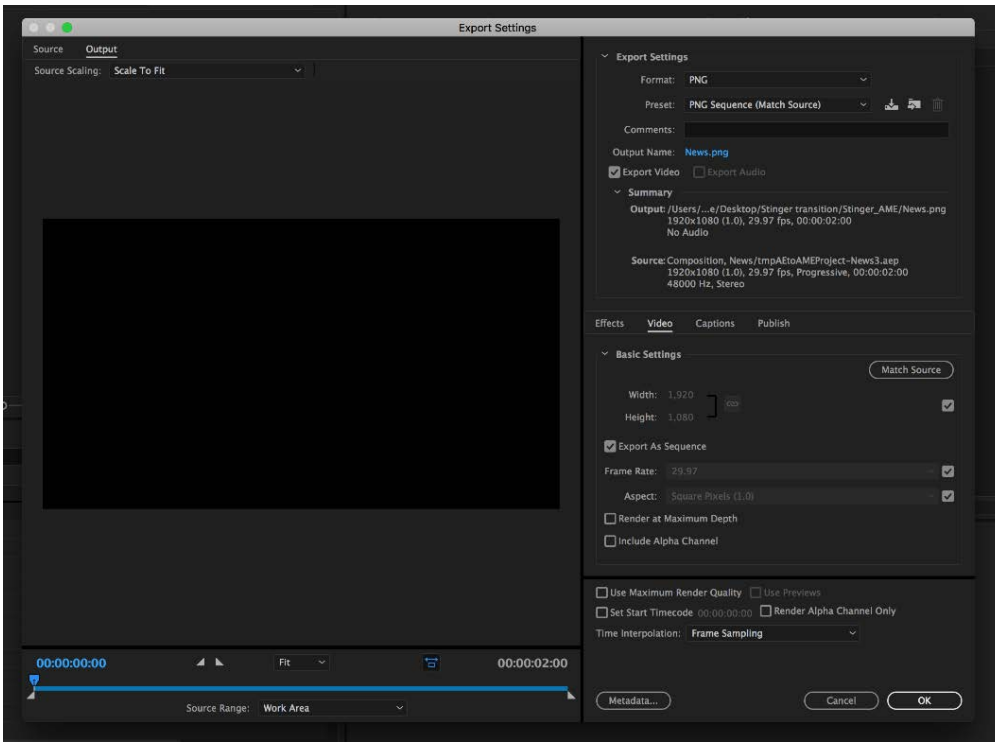 Export Settings
Source Output
Source Scaling: Scale To Fit
Export Settings
Format: PNG
Preset: PNG Sequence (Match Source)
Comments:
Output Name: News.png
Export Video Export Audio
Summary
Output: /Users/...e/Desktop/Stinger transition/Stinger_AME/News.png
1920x1080 (1.0), 29.97 fps, 00:00:02:00
No Audio
Source: Composition, News/tmpAEtoAMEProject-News3.aep
1920x1080 (1.0), 29.97 fps, Progressive, 00:00:02:00
48000 Hz, Stereo
Effects Video Captions Publish
Basic Settings
Match Source
Width: 1,920
Height: 1,080
Export As Sequence
Frame Rate: 29.97
Aspect: Square Pixels (1.0)
Render at Maximum Depth
Include Alpha Channel
Use Maximum Render Quality Use Previews
Set Start Timecode 00:00:00:00 Render Alpha Channel Only
Time Interpolation: Frame Sampling
00:00:00:00 Fit 00:00:02:00
Source Range: Work Area
Metadata... Cancel OK